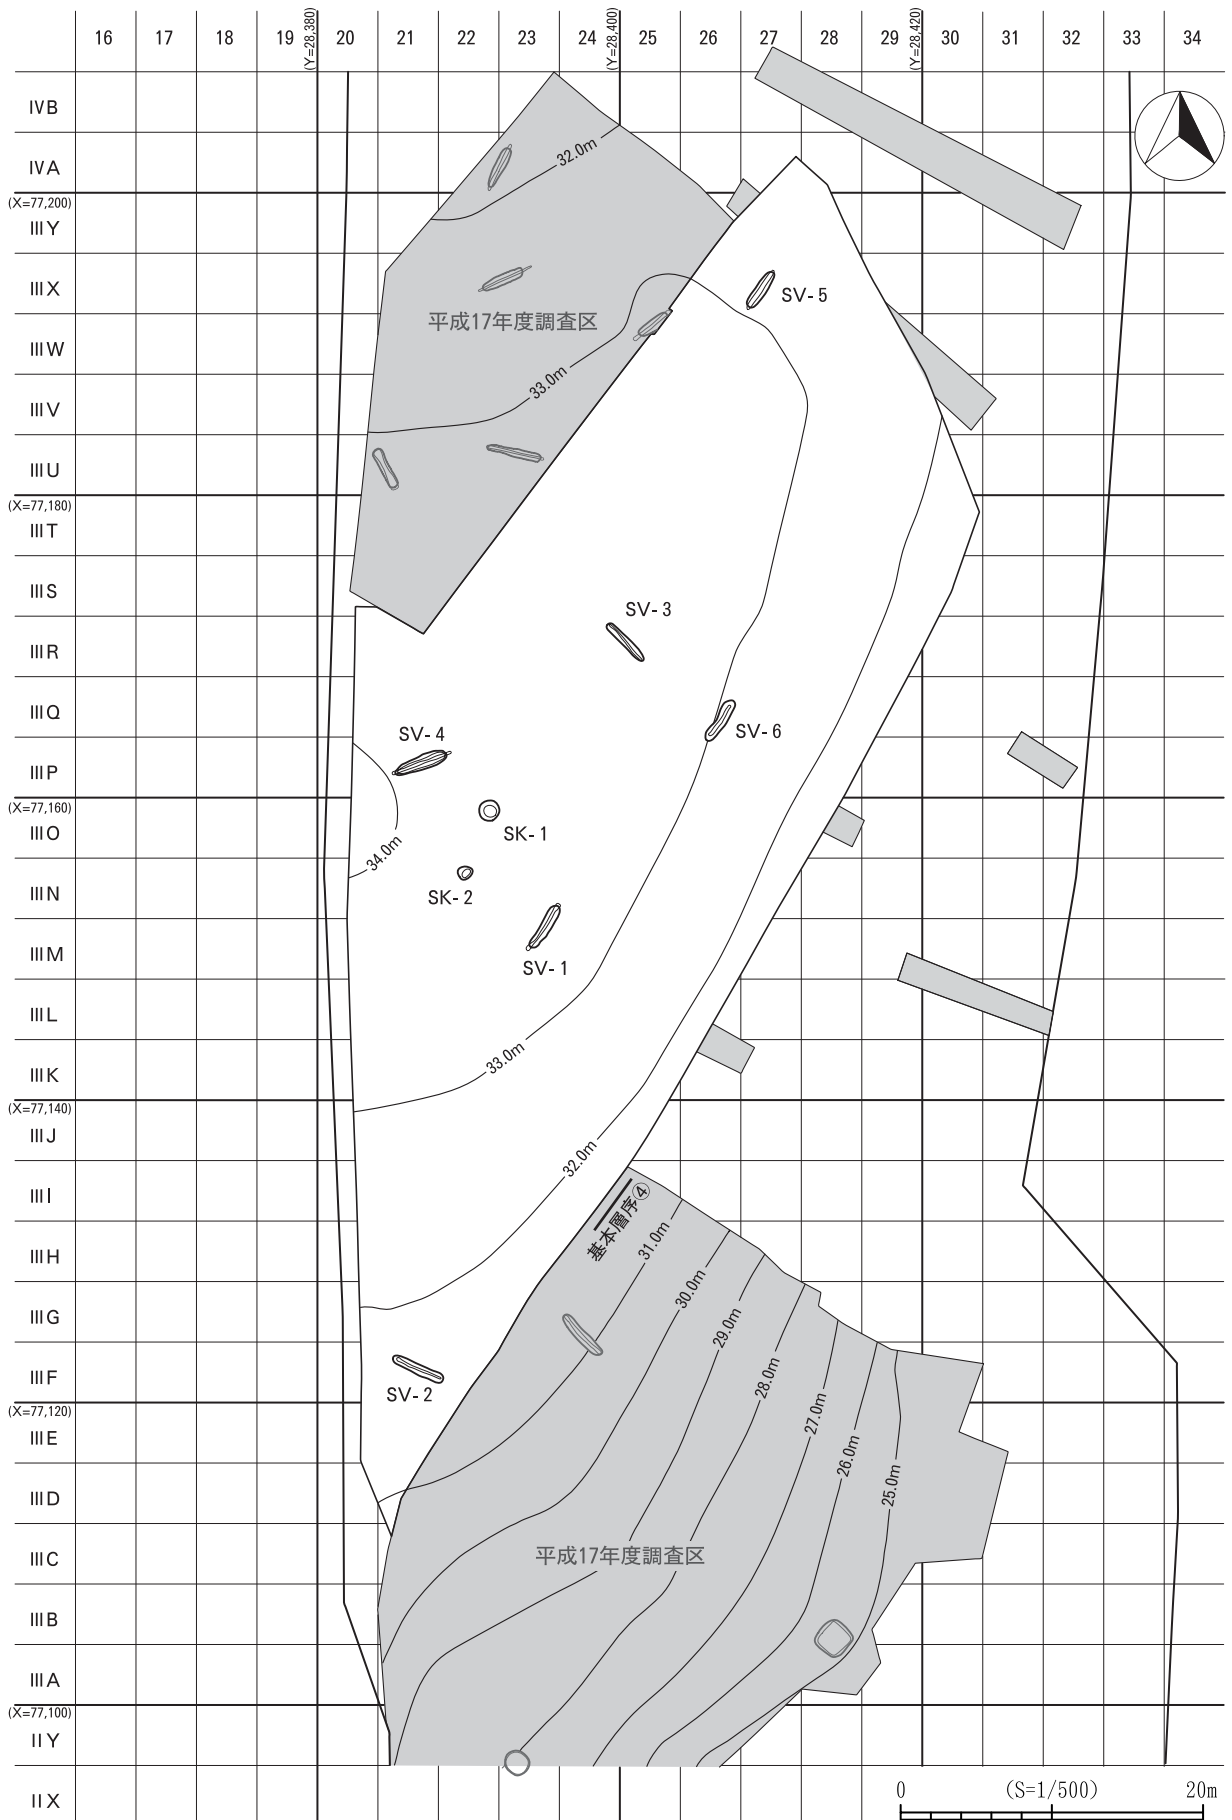 16 17 18 19 20 21 22 23 24 25 26 27 28 29 30 31 32 33 34
(Y=28,380)
(Y=28,400)
(Y=28,420)
IVB
IVA
(X=77,200)
IIIY
IIIX
IIIW
IIIV
IIIU
(X=77,180)
IIIT
IIIS
IIIR
IIIQ
IIIP
(X=77,160)
IIIO
IIIN
IIIM
IIIL
IIIK
(X=77,140)
IIIJ
IIII
IIIH
IIIG
IIIF
(X=77,120)
IIIE
IIID
IIIC
IIIB
IIIA
(X=77,100)
IIY
IIX
32.0m
SV-5
平成17年度調査区
33.0m
SV-3
SV-6
SV-4
SK-1
34.0m
SK-2
SV-1
33.0m
32.0m
基本層序④
31.0m
30.0m
29.0m
28.0m
27.0m
26.0m
25.0m
SV-2
平成17年度調査区
0 (S=1/500) 20m